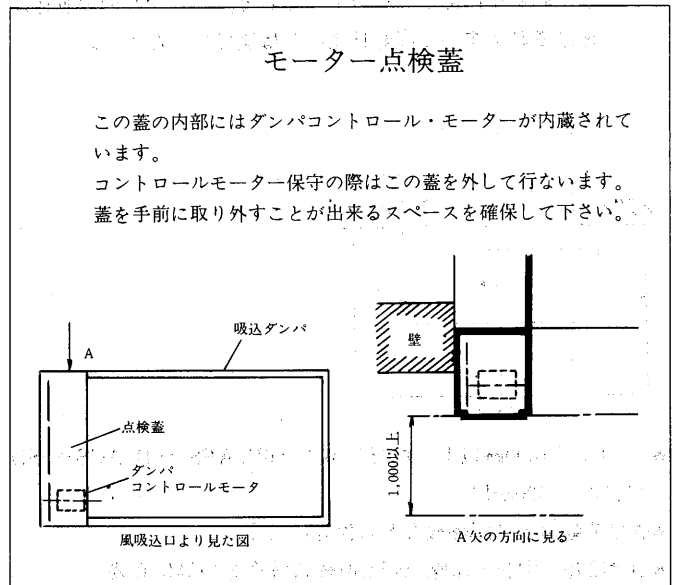 モーター点検蓋
この蓋の内部にはダンパコントロール・モーターが内蔵されて
います。
コントロールモーター保守の際はこの蓋を外して行ないます。
蓋を手前に取り外すことが出来るスペースを確保して下さい。
吸込ダンパ
A
点検蓋
ダンパ
コントロールモータ
風吸込口より見た図
壁
1,000以上
A矢の方向に見る